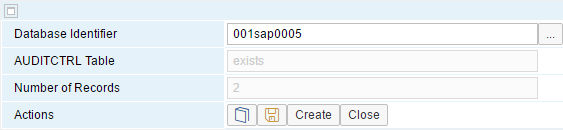 Database Identifier 001sap0005 ...
AUDITCTRL Table exists
Number of Records 2
Actions Create Close